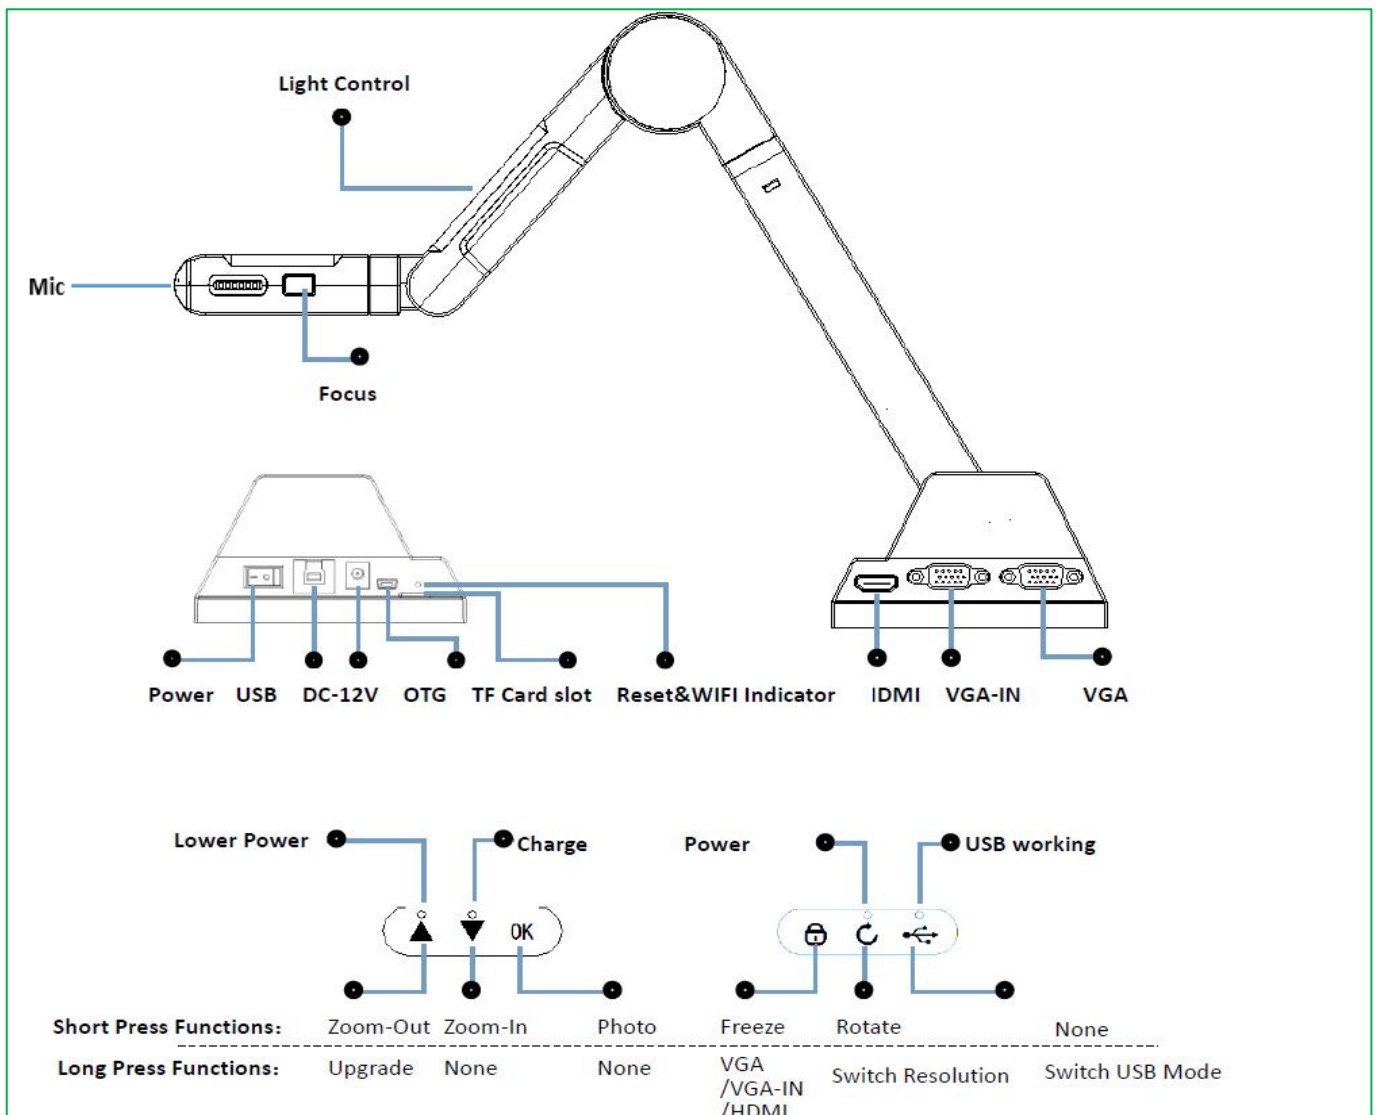 Light Control
Mic
Focus
Power USB DC-12V OTG TF Card slot Reset&WIFI Indicator IDMI VGA-IN VGA
Lower Power Charge Power USB working
OK
Short Press Functions: Zoom-Out Zoom-In Photo Freeze Rotate None
Long Press Functions: Upgrade None None VGA Switch Resolution Switch USB Mode
/VGA-IN
/HDMI